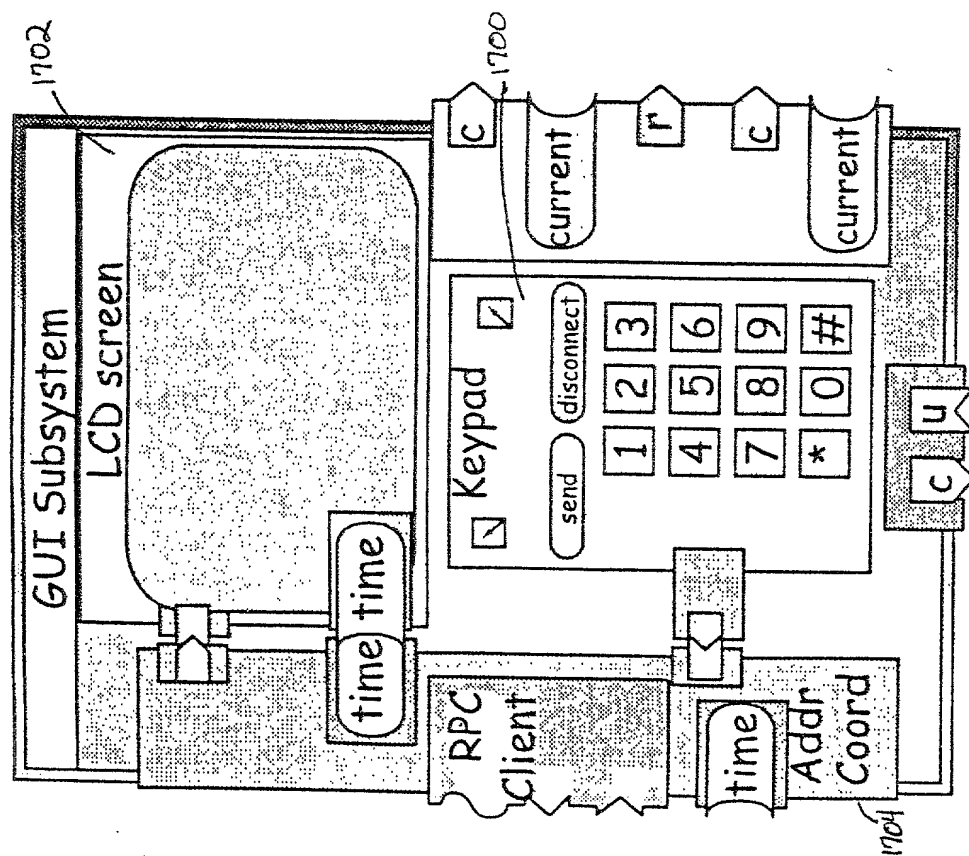 GUI Subsystem
1702
LCD screen
time
time
RPC
Client
time
Addr
Coord
1704
Keypad
1700
send
disconnect
1
2
3
4
5
6
7
8
9
*
0
#
c
current
r
c
current
c
u